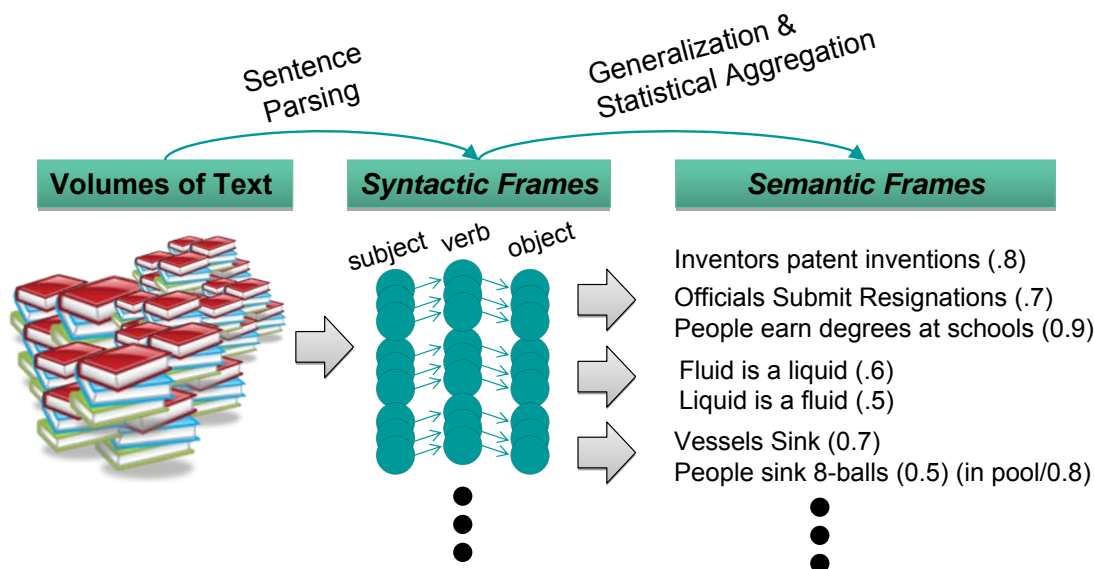 Sentence
Parsing
Generalization &
Statistical Aggregation
Volumes of Text
Syntactic Frames
Semantic Frames
subject verb object
Inventors patent inventions (.8)
Officials Submit Resignations (.7)
People earn degrees at schools (0.9)
Fluid is a liquid (.6)
Liquid is a fluid (.5)
Vessels Sink (0.7)
People sink 8-balls (0.5) (in pool/0.8)